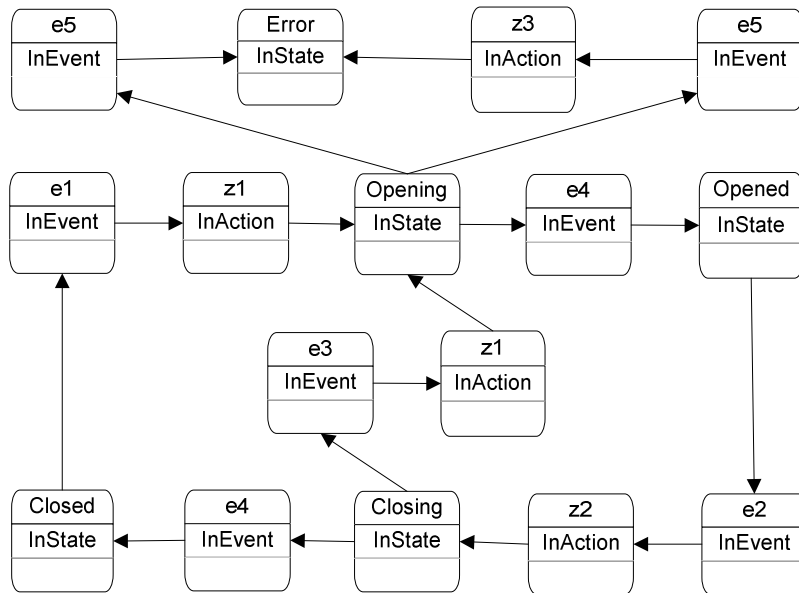 e5
InEvent
Error
InState
z3
InAction
e5
InEvent
e1
InEvent
z1
InAction
Opening
InState
e4
InEvent
Opened
InState
e3
InEvent
z1
InAction
Closed
InState
e4
InEvent
Closing
InState
z2
InAction
e2
InEvent